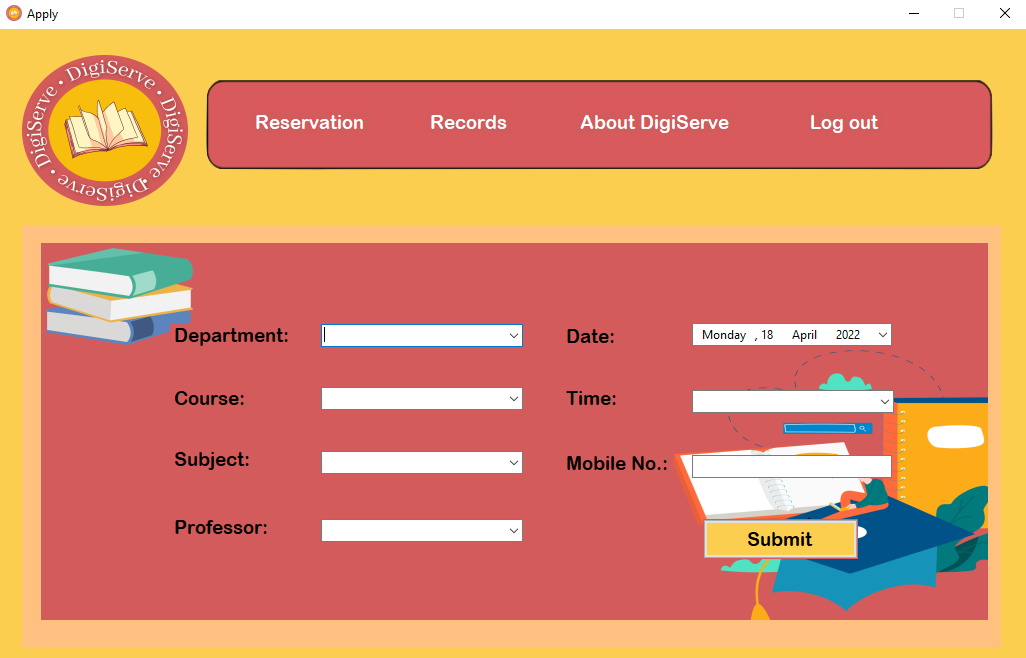 Apply
• DigiServe • DigiServe • DigiServe • DigiServe
Reservation Records About DigiServe Log out
Department: Date: Monday , 18 April 2022
Course: Time:
Subject: Mobile No.:
Professor:
Submit